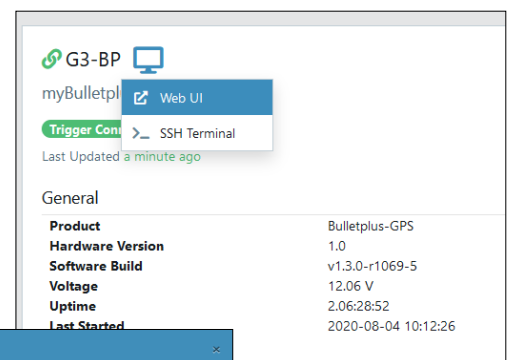 G3-BP
myBulletpl
Web UI
Trigger Con
>_ SSH Terminal
Last Updated a minute ago
General
Product Bulletplus-GPS
Hardware Version 1.0
Software Build v1.3.0-r1069-5
Voltage 12.06 V
Uptime 2.06:28:52
Last Started 2020-08-04 10:12:26
×